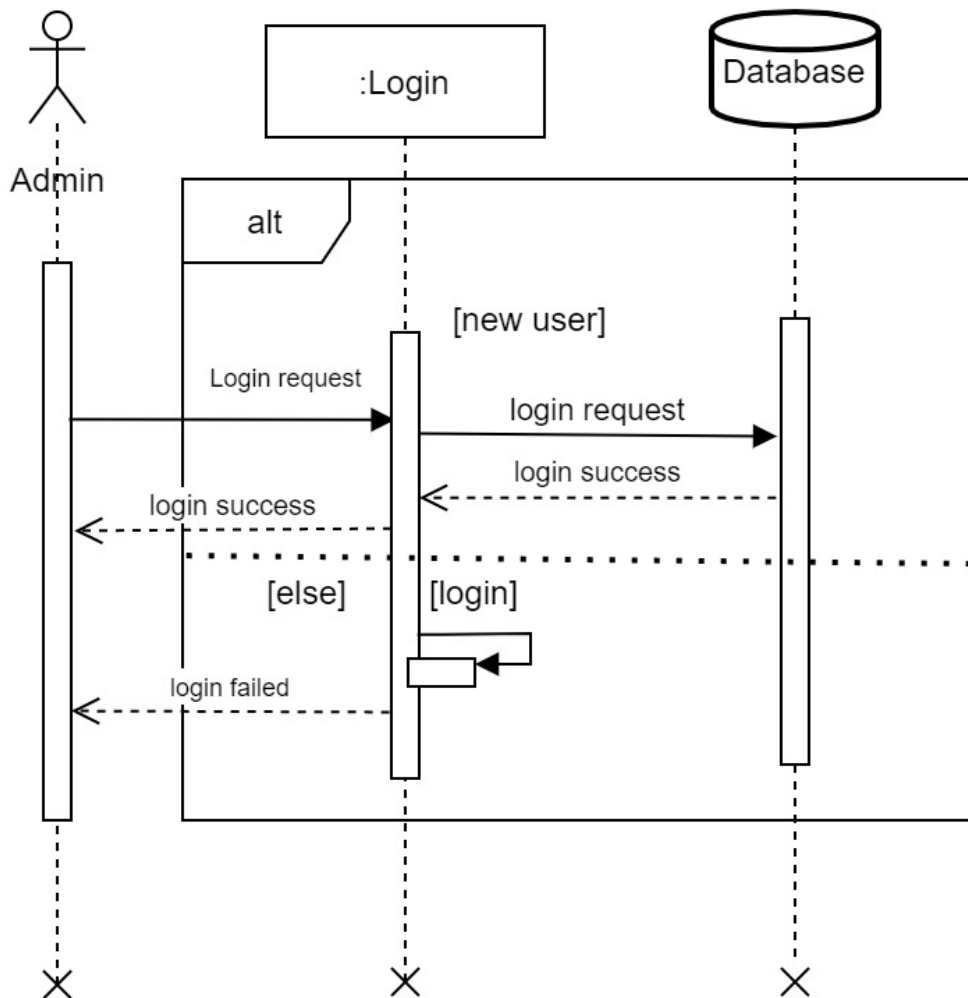 :Login
Database
Admin
alt
[new user]
Login request
login request
login success
login success
[else]
[login]
login failed